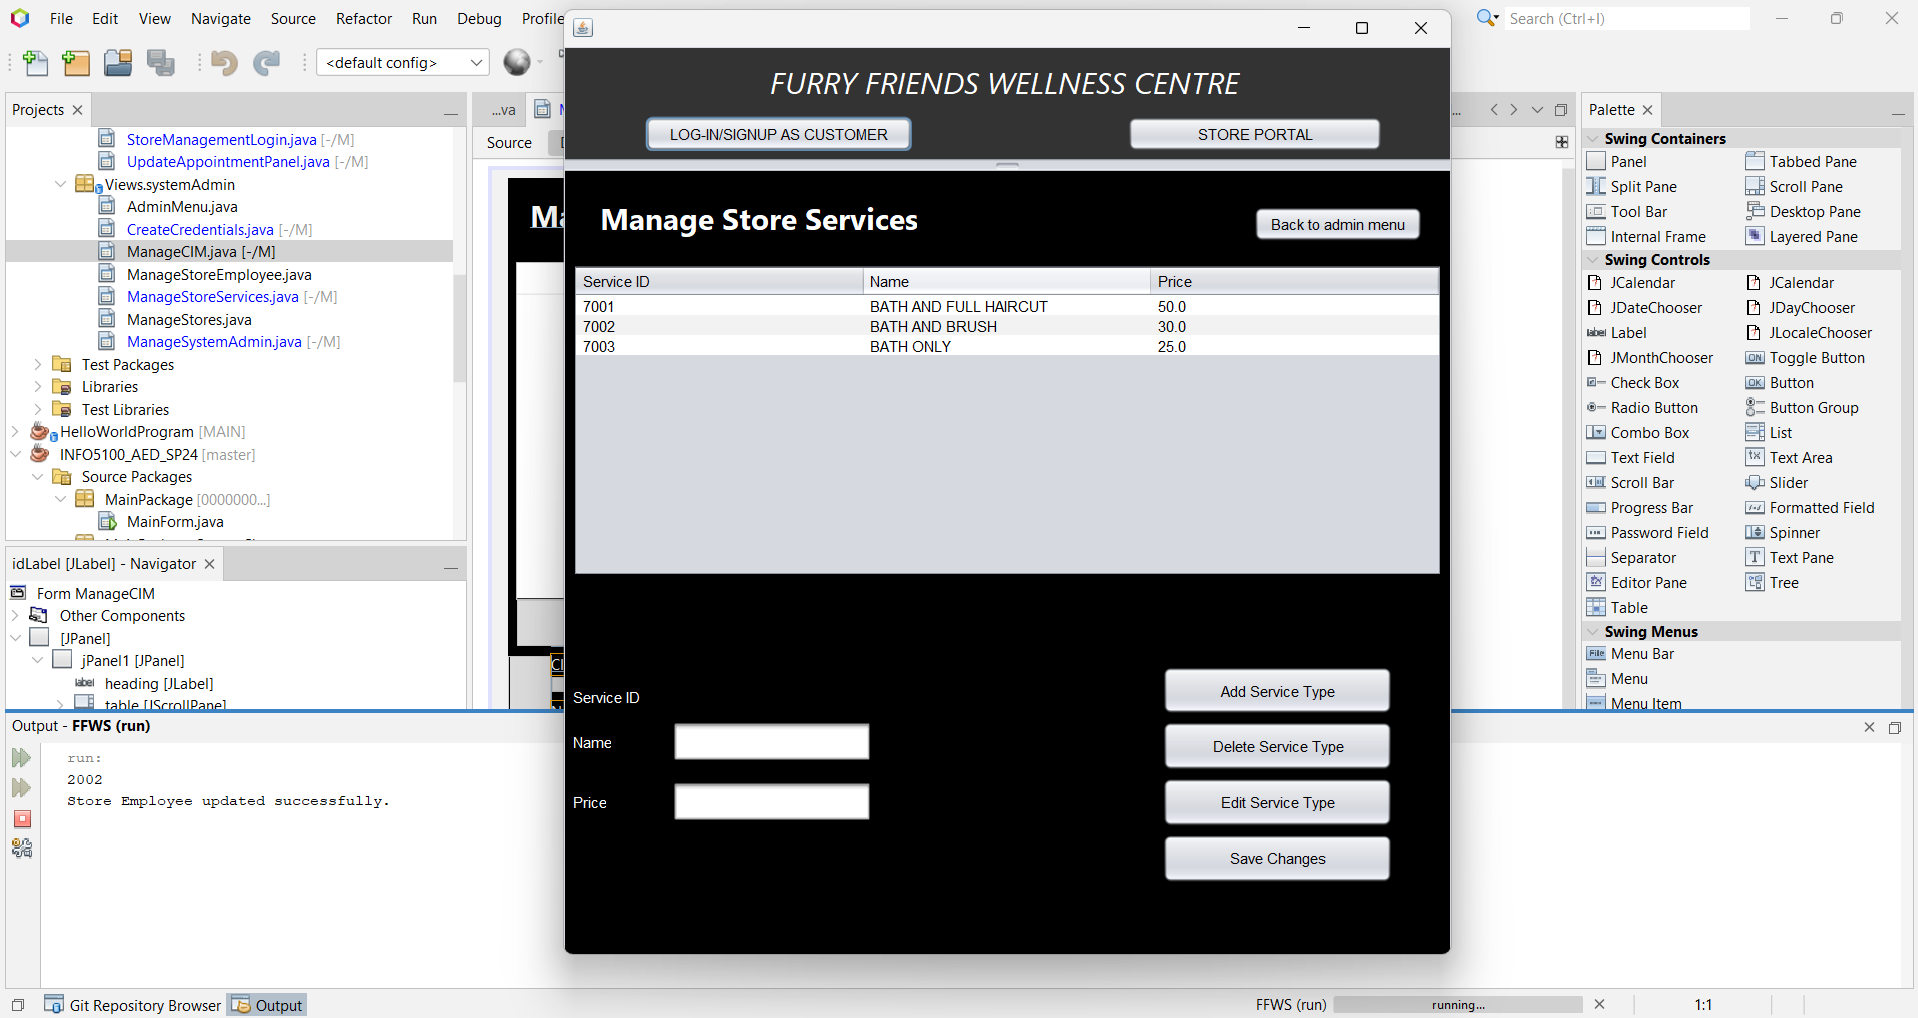 File Edit View Navigate Source Refactor Run Debug Profile
Search (Ctrl+I)
<default config>
Projects
StoreManagementLogin.java [-/M]
UpdateAppointmentPanel.java [-/M]
Views.systemAdmin
AdminMenu.java
CreateCredentials.java [-/M]
ManageCIM.java [-/M]
ManageStoreEmployee.java
ManageStoreServices.java [-/M]
ManageStores.java
ManageSystemAdmin.java [-/M]
Test Packages
Libraries
Test Libraries
HelloWorldProgram [MAIN]
INFO5100_AED_SP24 [master]
Source Packages
MainPackage [0000000...]
MainForm.java
idLabel [JLabel] - Navigator
Form ManageCIM
Other Components
[JPanel]
jPanel1 [JPanel]
heading [JLabel]
table [JScrollPane]
...va
Source
Ma
FURRY FRIENDS WELLNESS CENTRE
LOG-IN/SIGNUP AS CUSTOMER STORE PORTAL
Manage Store Services
Back to admin menu
Service ID Name Price
7001 BATH AND FULL HAIRCUT 50.0
7002 BATH AND BRUSH 30.0
7003 BATH ONLY 25.0
Service ID
Name
Price
Add Service Type
Delete Service Type
Edit Service Type
Save Changes
...
Palette
Swing Containers
Panel Tabbed Pane
Split Pane Scroll Pane
Tool Bar Desktop Pane
Internal Frame Layered Pane
Swing Controls
JCalendar JCalendar
JDateChooser JDayChooser
label Label JLocaleChooser
JMonthChooser ON Toggle Button
Check Box OK Button
Radio Button Button Group
Combo Box List
Text Field Text Area
Scroll Bar Slider
Progress Bar Formatted Field
Password Field Spinner
Separator Text Pane
Editor Pane Tree
Table
Swing Menus
File Menu Bar
Menu
Menu Item
Output - FFWS (run)
run:
2002
Store Employee updated successfully.
Git Repository Browser Output
FFWS (run) running... 1:1